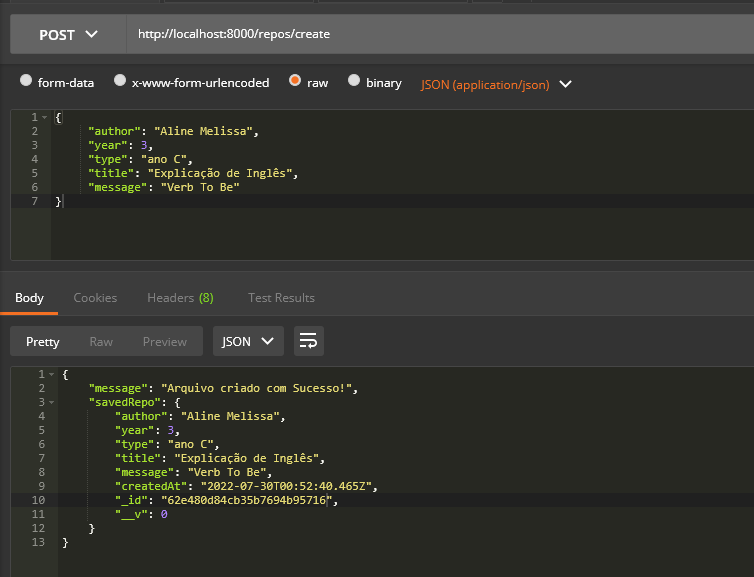 POST http://localhost:8000/repos/create
form-data x-www-form-urlencoded raw binary JSON (application/json)
1 {
2 "author": "Aline Melissa",
3 "year": 3,
4 "type": "ano C",
5 "title": "Explicação de Inglês",
6 "message": "Verb To Be"
7 }
Body Cookies Headers (8) Test Results
Pretty Raw Preview JSON
1 {
2 "message": "Arquivo criado com Sucesso!",
3 "savedRepo": {
4 "author": "Aline Melissa",
5 "year": 3,
6 "type": "ano C",
7 "title": "Explicação de Inglês",
8 "message": "Verb To Be",
9 "createdAt": "2022-07-30T00:52:40.465Z",
10 "_id": "62e480d84cb35b7694b95716",
11 "__v": 0
12 }
13 }